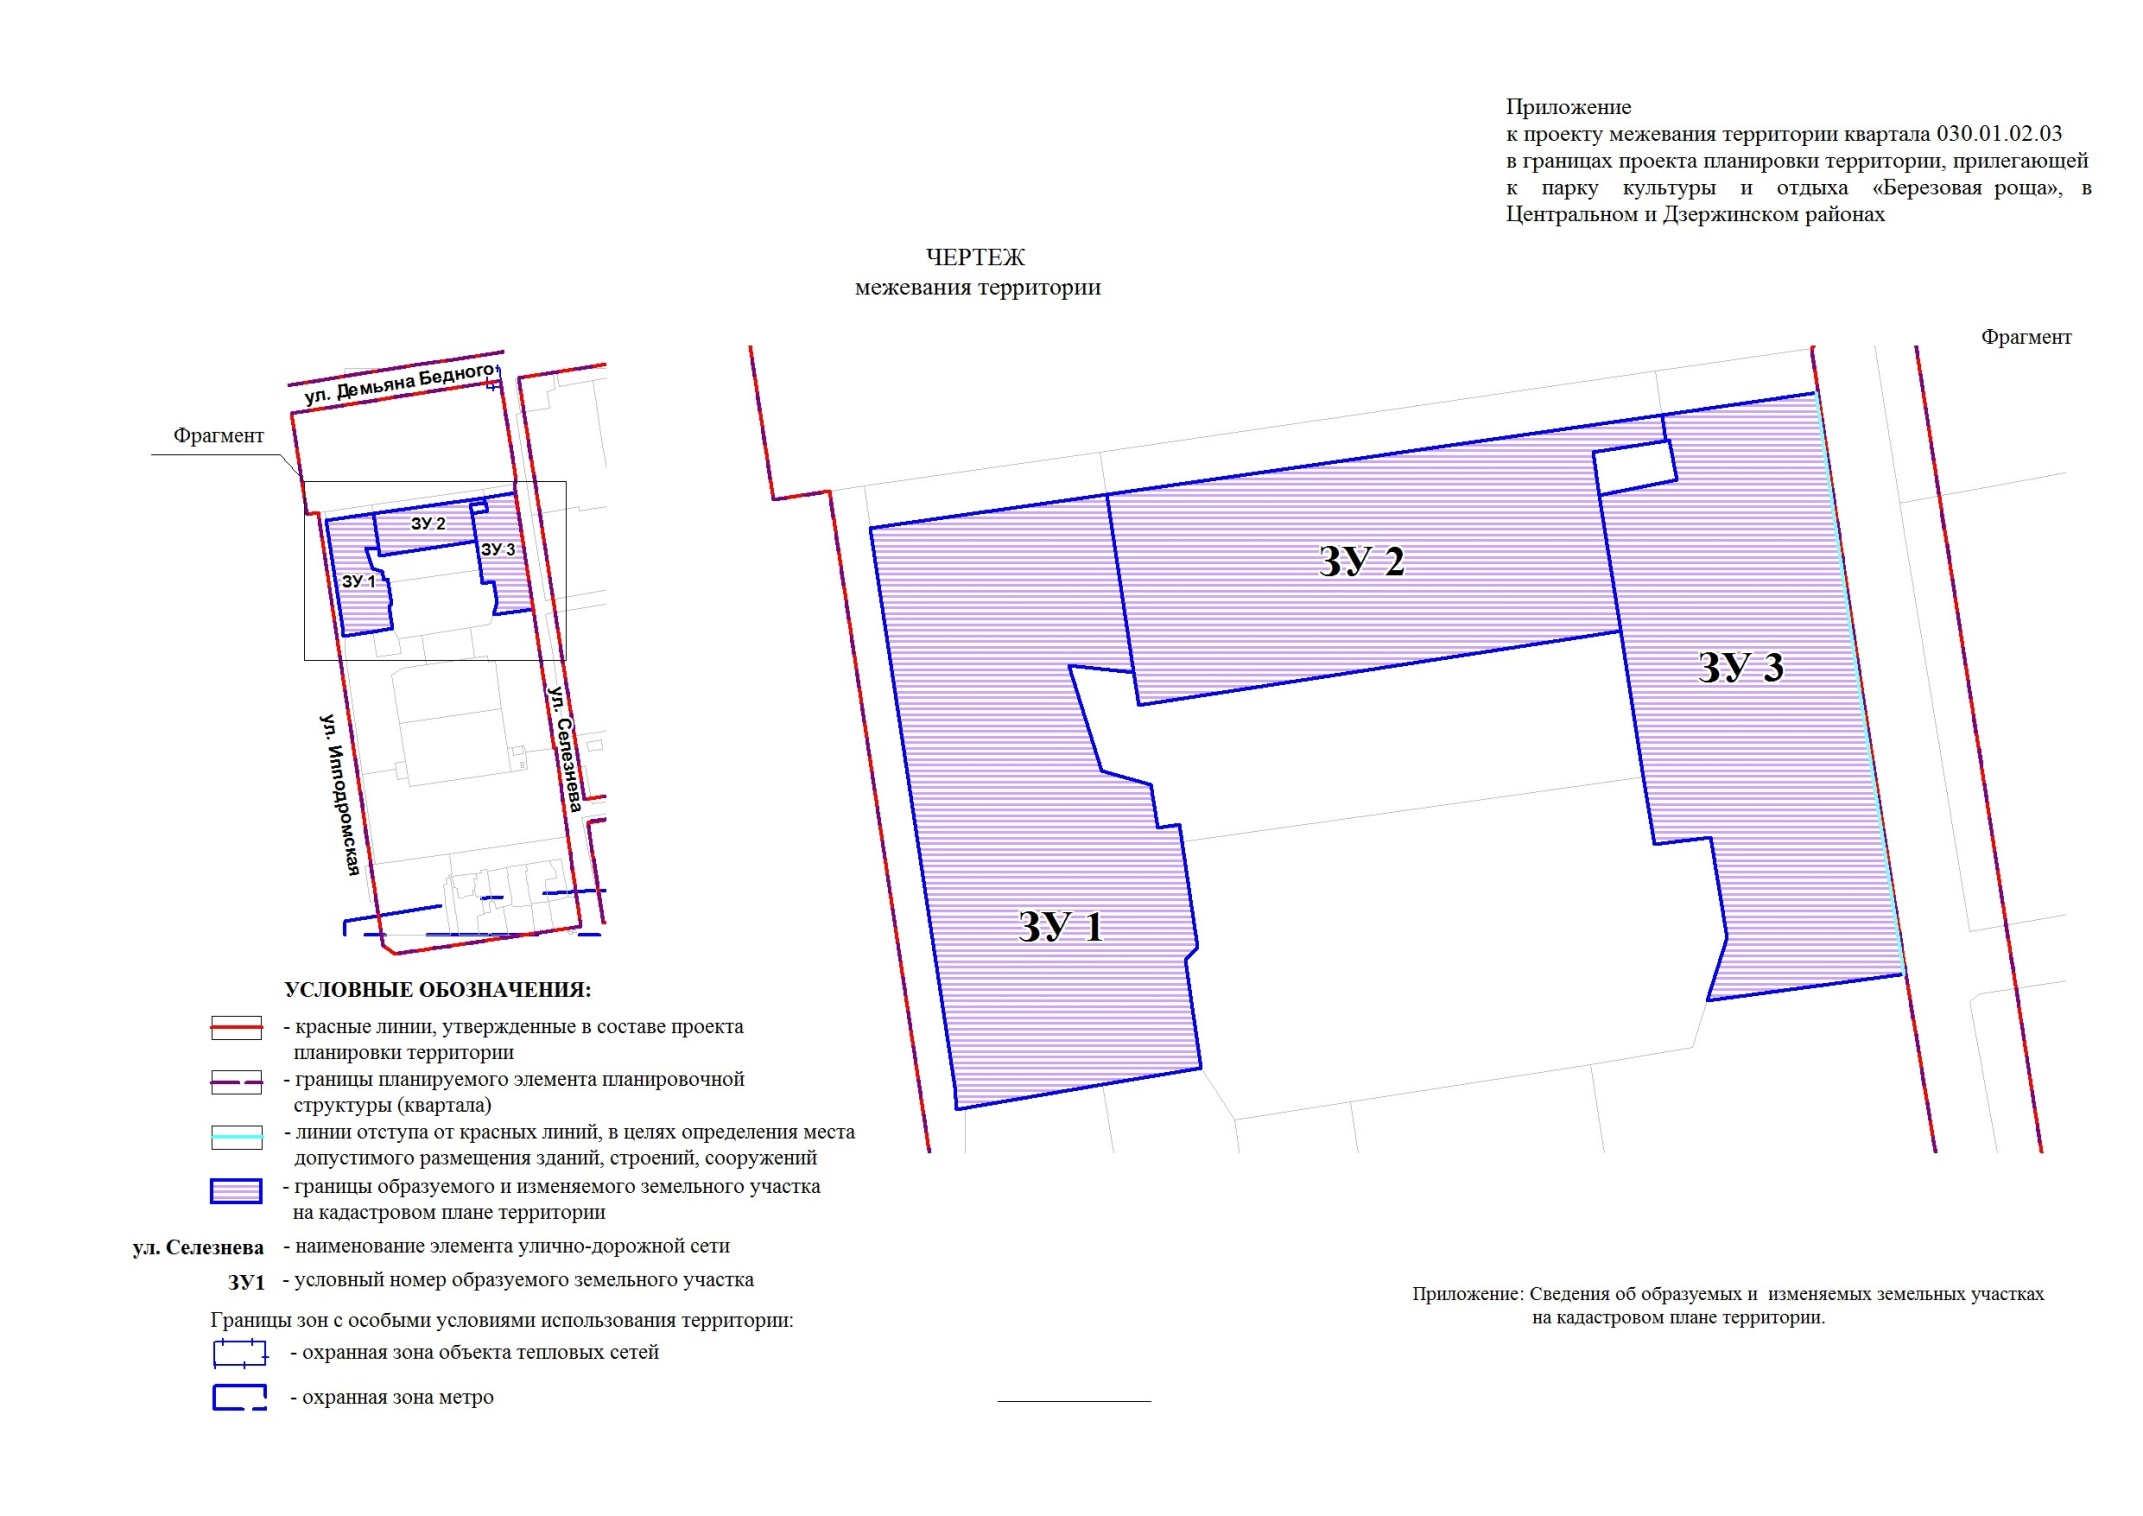 Приложение
к проекту межевания территории квартала 030.01.02.03
в границах проекта планировки территории, прилегающей
к парку культуры и отдыха «Березовая роща», в
Центральном и Дзержинском районах
ЧЕРТЕЖ
межевания территории
Фрагмент
ул. Демьяна Бедного
Фрагмент
ЗУ 2
ЗУ 3
ЗУ 1
ул. Селезнева
ул. Ипподромская
ЗУ 2
ЗУ 3
ЗУ 1
УСЛОВНЫЕ ОБОЗНАЧЕНИЯ:
- красные линии, утвержденные в составе проекта
планировки территории
- границы планируемого элемента планировочной
структуры (квартала)
- линии отступа от красных линий, в целях определения места
допустимого размещения зданий, строений, сооружений
- границы образуемого и изменяемого земельного участка
на кадастровом плане территории
ул. Селезнева - наименование элемента улично-дорожной сети
ЗУ1 - условный номер образуемого земельного участка
Границы зон с особыми условиями использования территории:
- охранная зона объекта тепловых сетей
- охранная зона метро
Приложение: Сведения об образуемых и изменяемых земельных участках
на кадастровом плане территории.